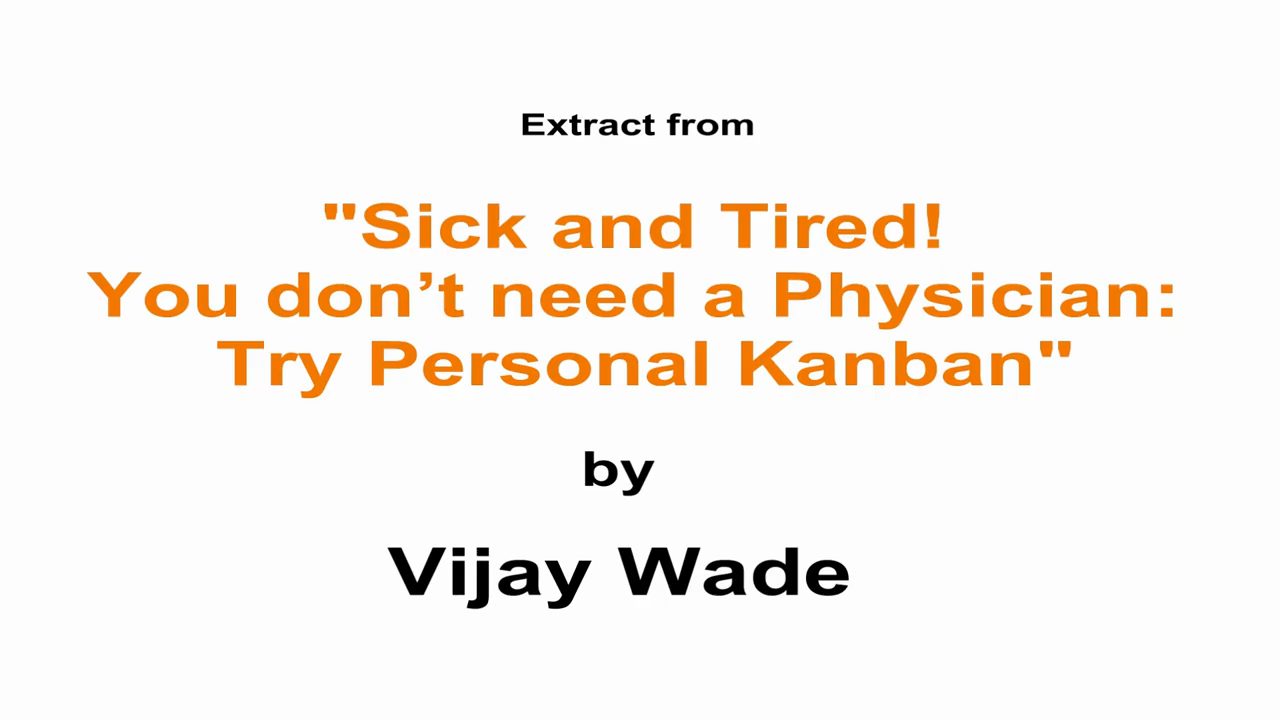 Extract from
"Sick and Tired!
You don’t need a Physician:
Try Personal Kanban"
by
Vijay Wade